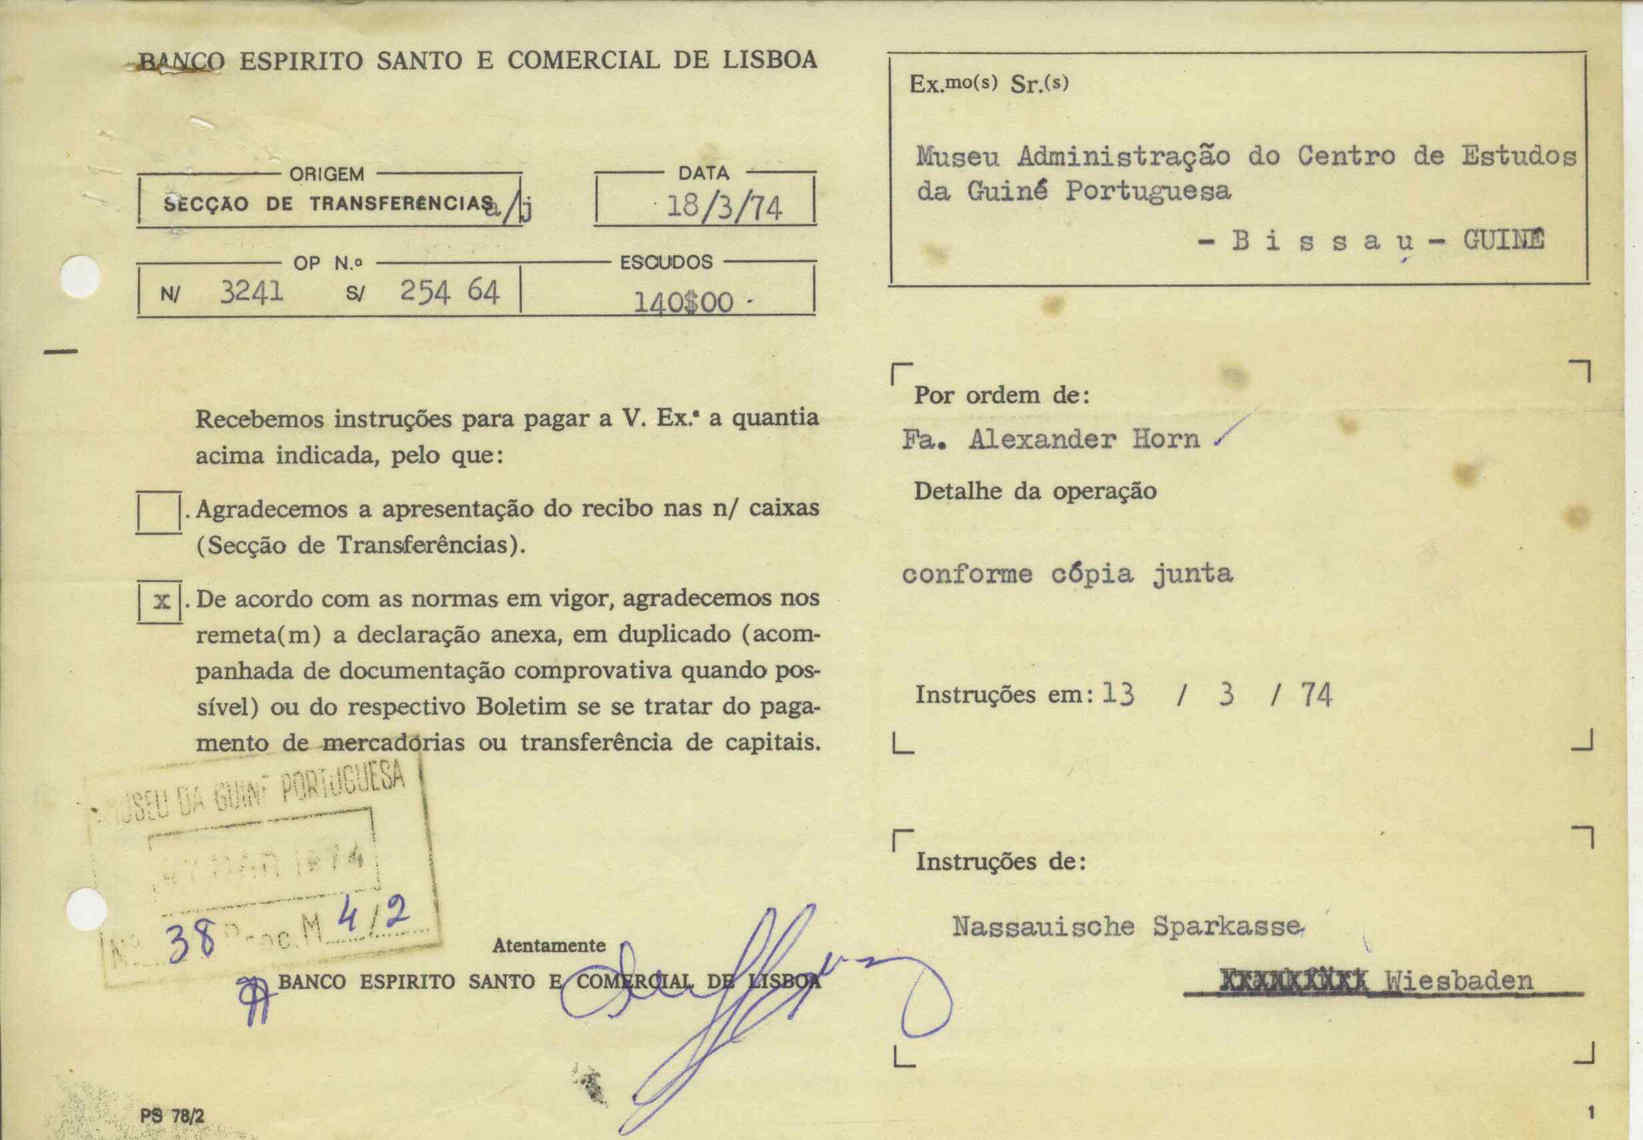 BANCO ESPIRITO SANTO E COMERCIAL DE LISBOA
ORIGEM
SECÇÃO DE TRANSFERÊNCIAS a/j
DATA
18/3/74
OP N.º
N/ 3241 S/ 254 64
ESCUDOS
140$00 -
Recebemos instruções para pagar a V. Ex.ª a quantia
acima indicada, pelo que:
. Agradecemos a apresentação do recibo nas n/ caixas
(Secção de Transferências).
x . De acordo com as normas em vigor, agradecemos nos
remeta(m) a declaração anexa, em duplicado (acom-
panhada de documentação comprovativa quando pos-
sível) ou do respectivo Boletim se se tratar do paga-
mento de mercadorias ou transferência de capitais.
MUSEU DA GUINÉ PORTUGUESA
MAR 1974
Nº 38 Proc. M 4/2
Atentamente
BANCO ESPIRITO SANTO E COMERCIAL DE LISBOA
PS 78/2
Ex.mo(s) Sr.(s)
Museu Administração do Centro de Estudos
da Guiné Portuguesa
- B i s s a u - GUINÉ
Por ordem de:
Fa. Alexander Horn
Detalhe da operação
conforme cópia junta
Instruções em: 13 / 3 / 74
Instruções de:
Nassauische Sparkasse
Wiesbaden
1